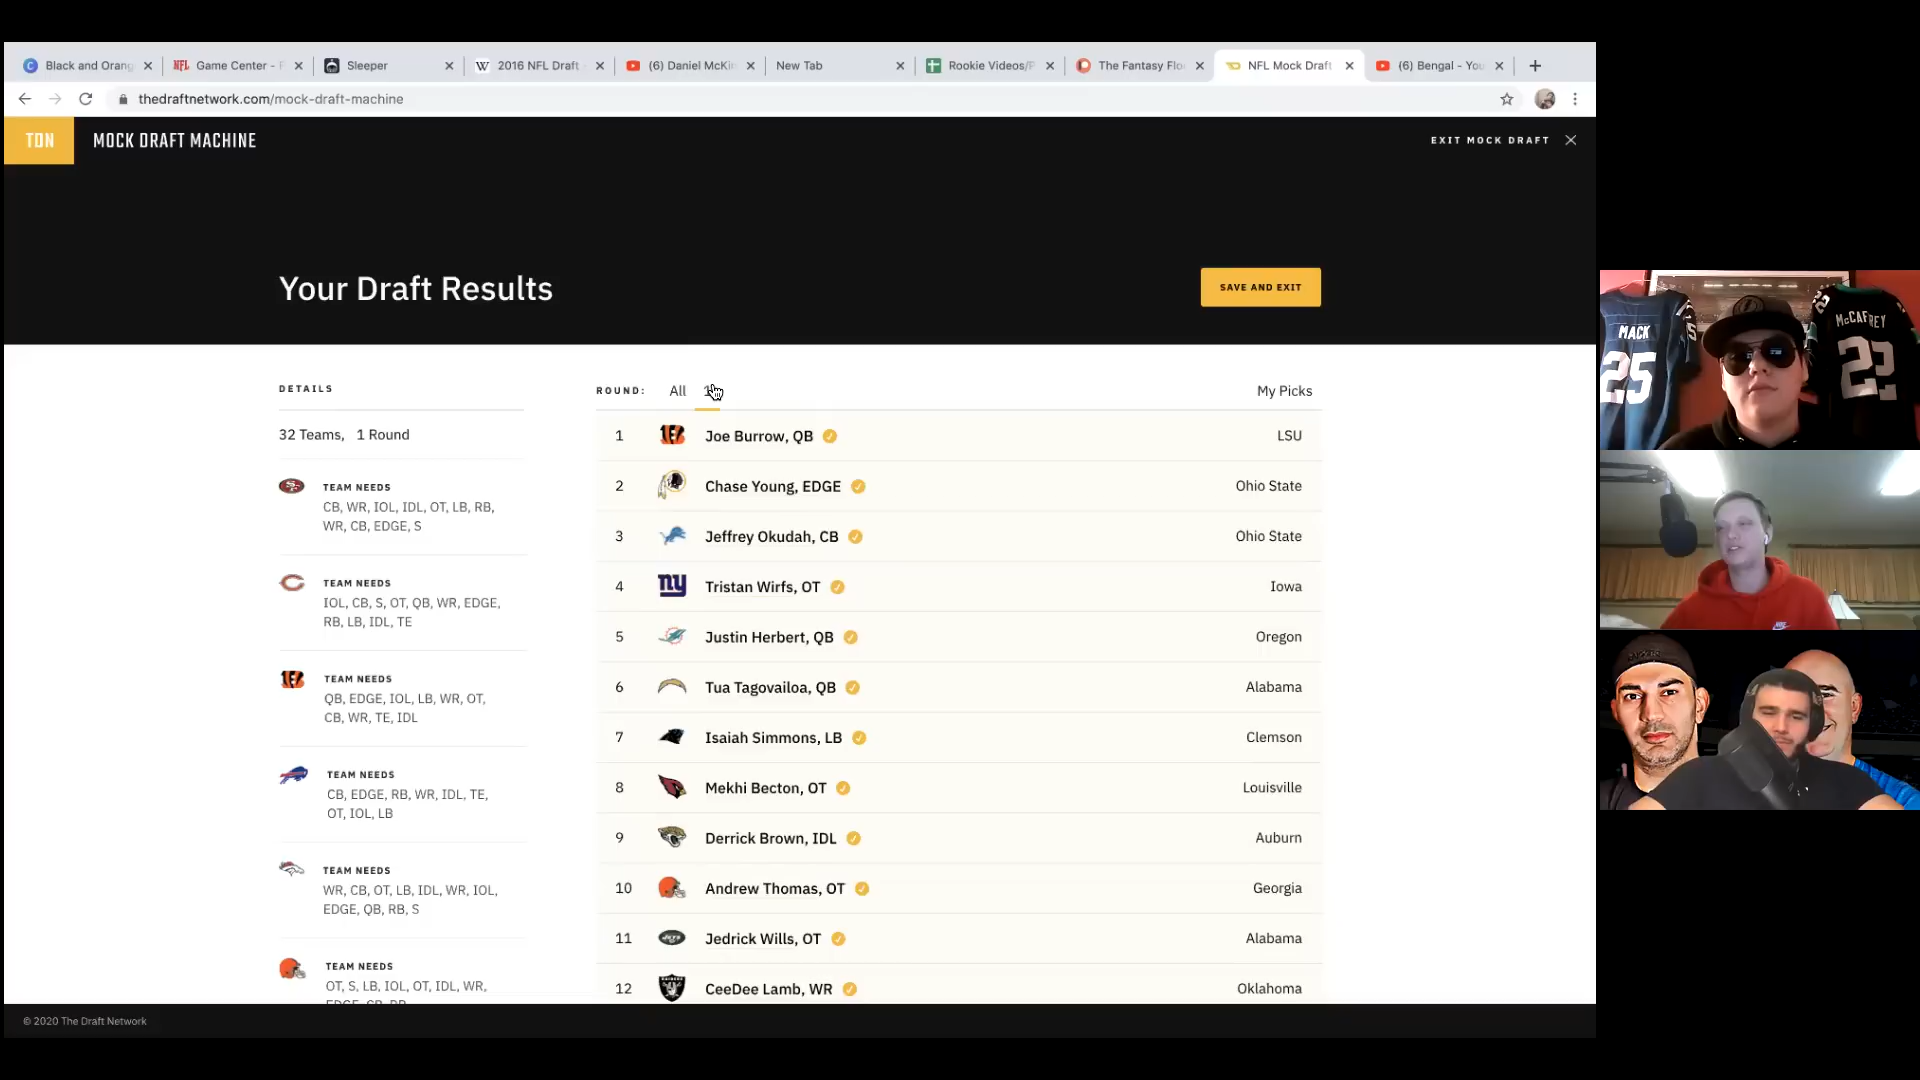 Black and Orang
Game Center - F
Sleeper
2016 NFL Draft
(6) Daniel McKi
New Tab
Rookie Videos/P
The Fantasy Flo
NFL Mock Draft
(6) Bengal - You
thedraftnetwork.com/mock-draft-machine
TDN
MOCK DRAFT MACHINE
EXIT MOCK DRAFT
Your Draft Results
SAVE AND EXIT
DETAILS
32 Teams, 1 Round
TEAM NEEDS
CB, WR, IOL, IDL, OT, LB, RB,
WR, CB, EDGE, S
TEAM NEEDS
IOL, CB, S, OT, QB, WR, EDGE,
RB, LB, IDL, TE
TEAM NEEDS
QB, EDGE, IOL, LB, WR, OT,
CB, WR, TE, IDL
TEAM NEEDS
CB, EDGE, RB, WR, IDL, TE,
OT, IOL, LB
TEAM NEEDS
WR, CB, OT, LB, IDL, WR, IOL,
EDGE, QB, RB, S
TEAM NEEDS
OT, S, LB, IOL, OT, IDL, WR,
EDGE, CB, RB
ROUND: All 1 My Picks
1 Joe Burrow, QB LSU
2 Chase Young, EDGE Ohio State
3 Jeffrey Okudah, CB Ohio State
4 ny Tristan Wirfs, OT Iowa
5 Justin Herbert, QB Oregon
6 Tua Tagovailoa, QB Alabama
7 Isaiah Simmons, LB Clemson
8 Mekhi Becton, OT Louisville
9 Derrick Brown, IDL Auburn
10 Andrew Thomas, OT Georgia
11 Jedrick Wills, OT Alabama
12 CeeDee Lamb, WR Oklahoma
© 2020 The Draft Network
MACK
25
McCAFFREY
22